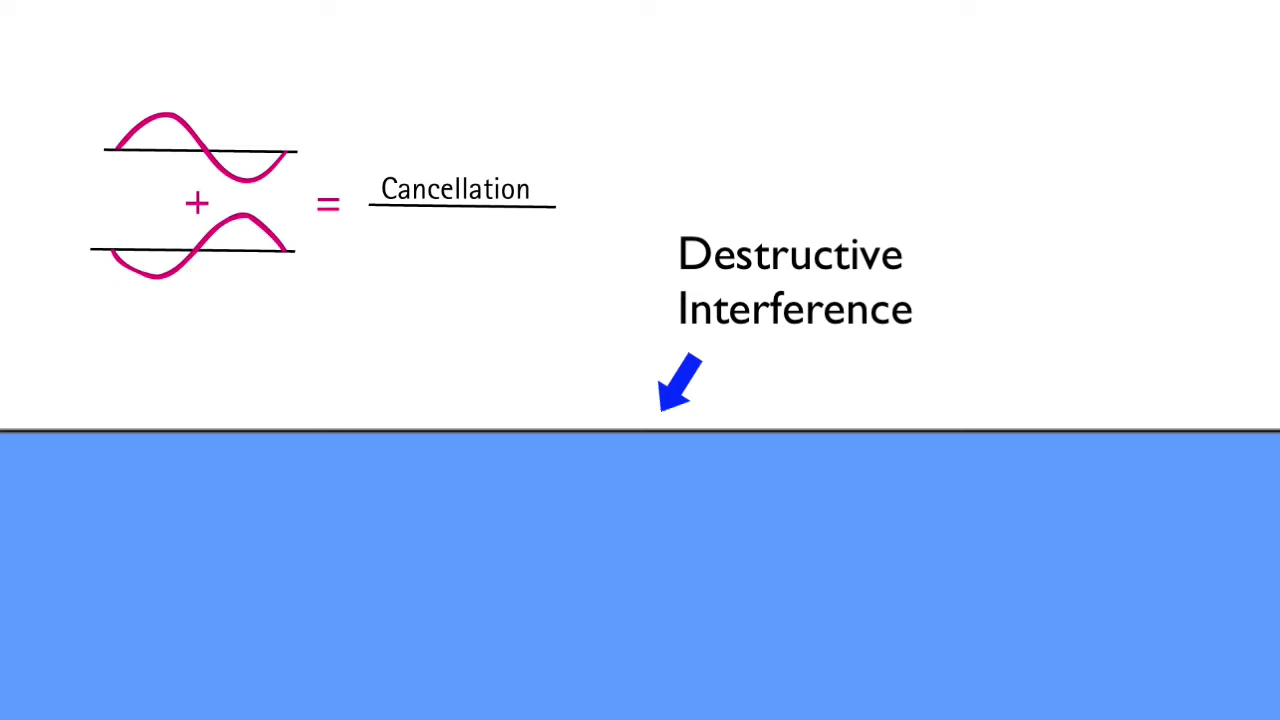 +
=
Cancellation
Destructive
Interference